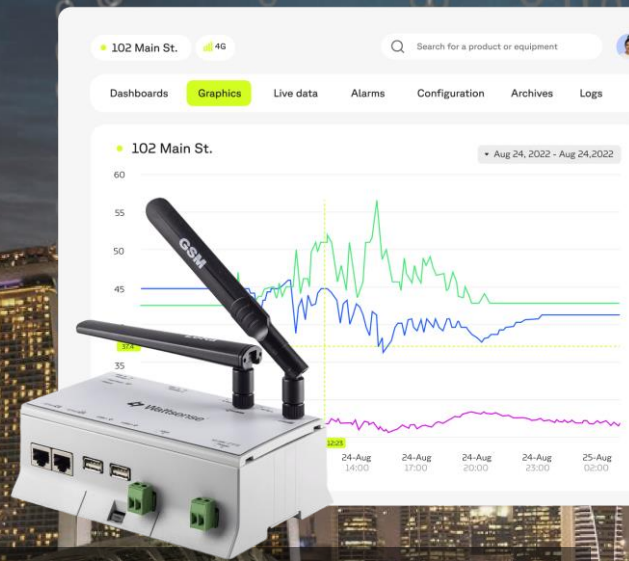 102 Main St.
4G
Search for a product or equipment
Dashboards
Graphics
Live data
Alarms
Configuration
Archives
Logs
102 Main St.
Aug 24, 2022 - Aug 24,2022
60
55
50
45
37.4
35
GSM
Wattsense
12:23
24-Aug
14:00
24-Aug
17:00
24-Aug
20:00
24-Aug
23:00
25-Aug
02:00